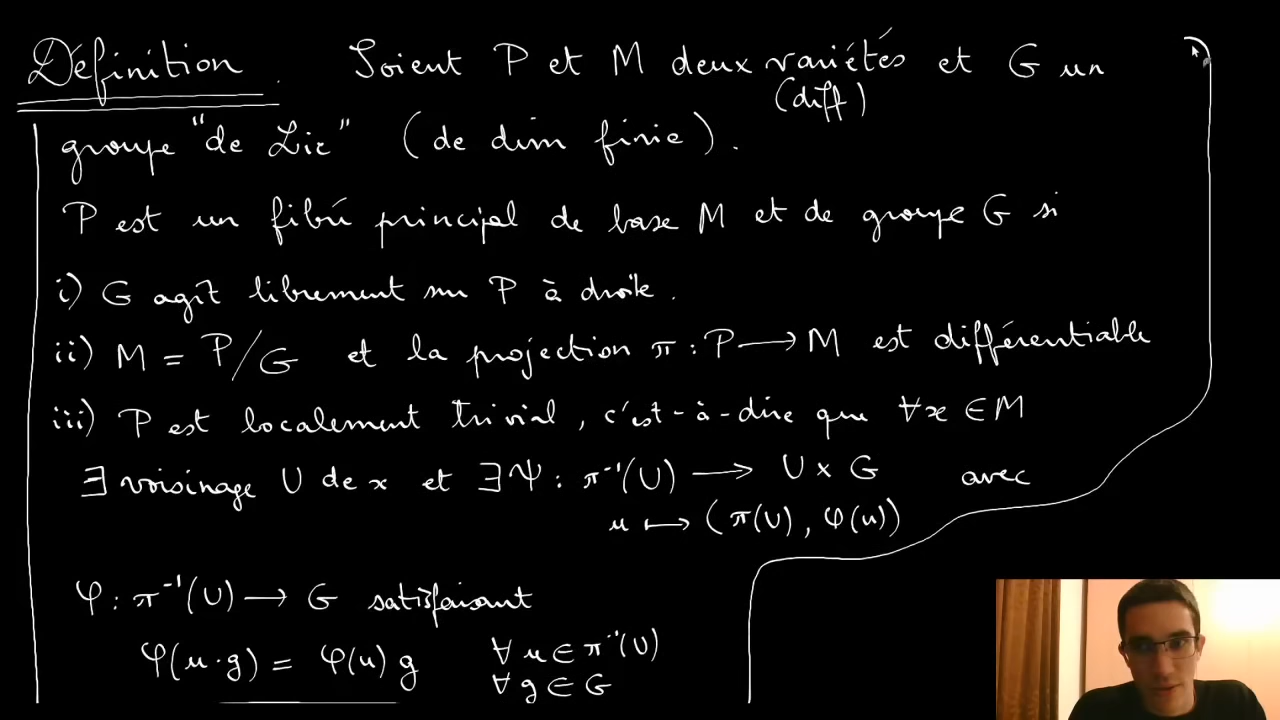 Définition. Soient P et M deux variétés et G un
(diff)
groupe "de Lie" (de dim finie).
P est un fibré principal de base M et de groupe G si
i) G agit librement sur P à droite.
ii) M = P/G et la projection π : P ⟶ M est différentiable
iii) P est localement trivial, c'est-à-dire que ∀x ∈ M
∃ voisinage U de x et ∃ Ψ : π⁻¹(U) ⟶ U × G avec
u ⟼ (π(U), φ(u))
φ : π⁻¹(U) ⟶ G satisfaisant
φ(u·g) = φ(u) g ∀ u ∈ π⁻¹(U)
∀ g ∈ G